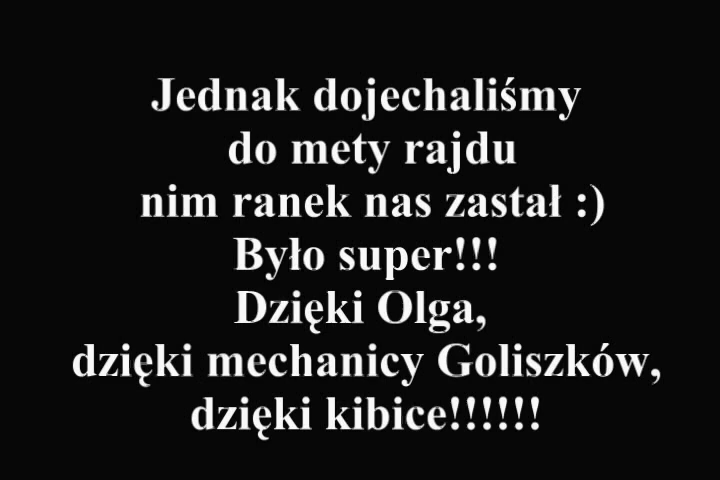 Jednak dojechaliśmy
do mety rajdu
nim ranek nas zastał :)
Było super!!!
Dzięki Olga,
dzięki mechanicy Goliszków,
dzięki kibice!!!!!!